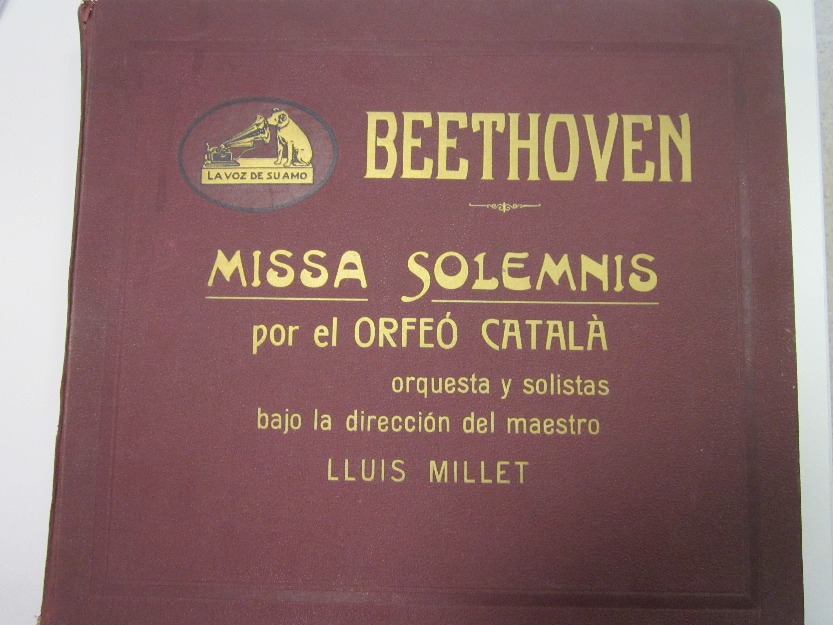 BEETHOVEN
LA VOZ DE SU AMO
MISSA SOLEMNIS
por el ORFEÓ CATALÀ
orquesta y solistas
bajo la dirección del maestro
LLUIS MILLET